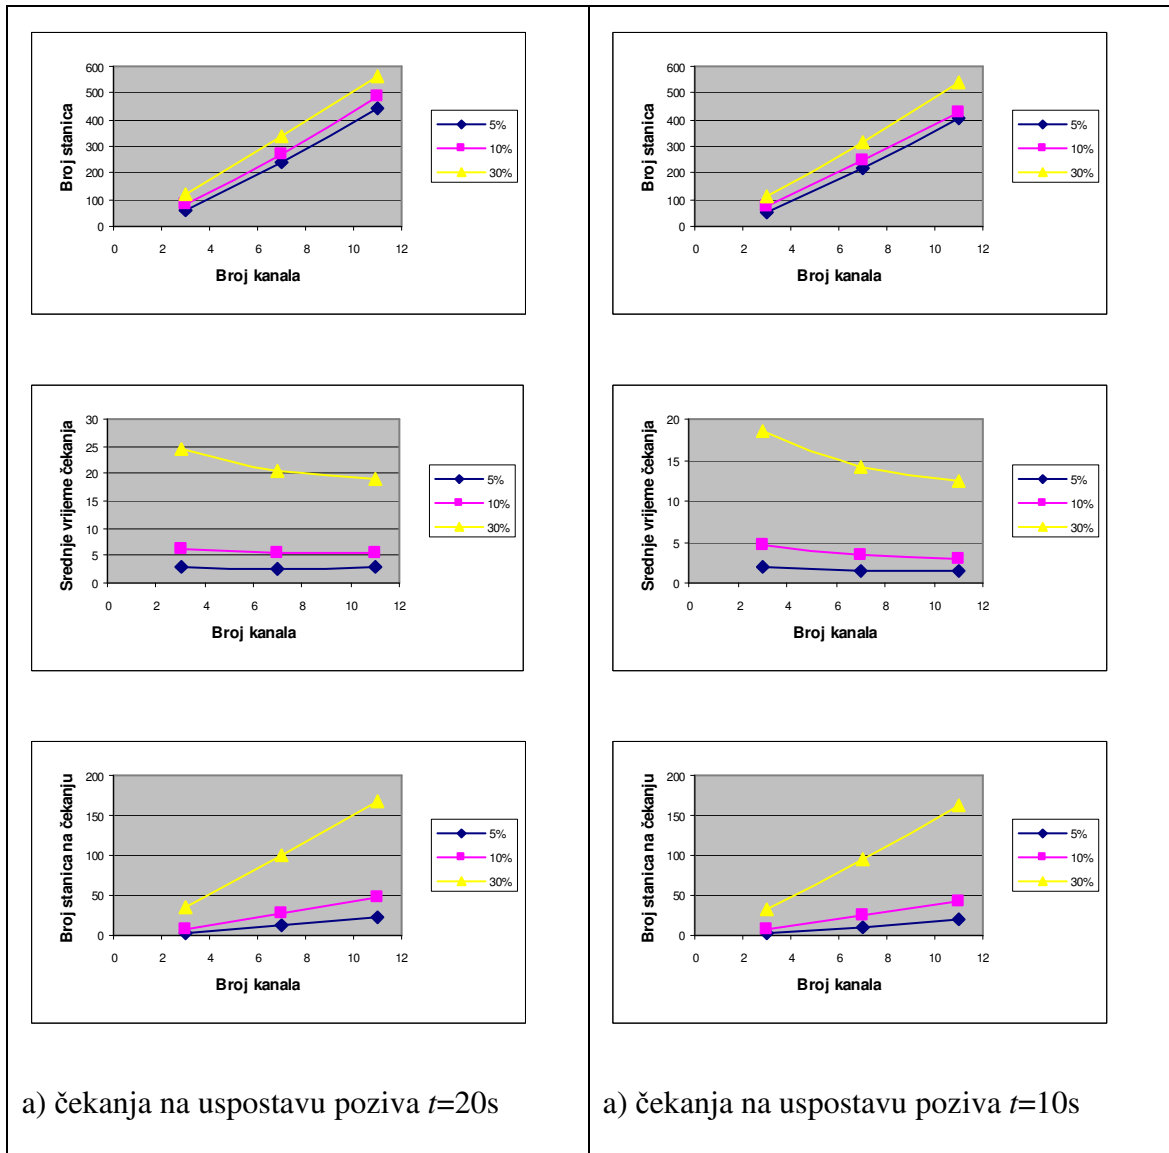 600
500
400
300
200
100
0
Broj stanica
0 2 4 6 8 10 12
Broj kanala
5%
10%
30%
30
25
20
15
10
5
0
Srednje vrijeme čekanja
0 2 4 6 8 10 12
Broj kanala
5%
10%
30%
200
150
100
50
0
Broj stanica na čekanju
0 2 4 6 8 10 12
Broj kanala
5%
10%
30%
a) čekanja na uspostavu poziva t=20s
600
500
400
300
200
100
0
Broj stanica
0 2 4 6 8 10 12
Broj kanala
5%
10%
30%
20
15
10
5
0
Srednje vrijeme čekanja
0 2 4 6 8 10 12
Broj kanala
5%
10%
30%
200
150
100
50
0
Broj stanica na čekanju
0 2 4 6 8 10 12
Broj kanala
5%
10%
30%
a) čekanja na uspostavu poziva t=10s